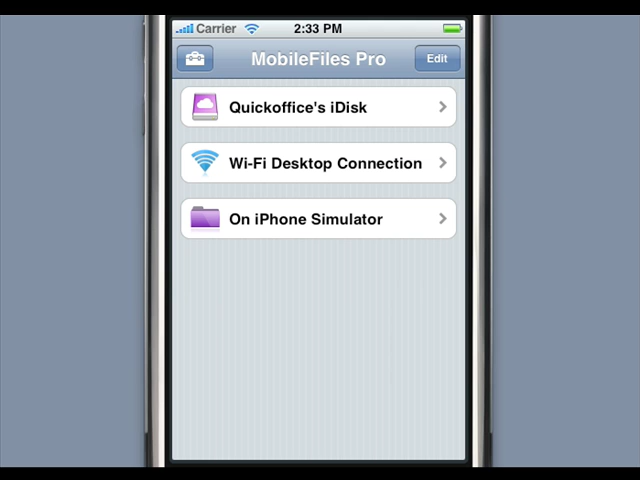 Carrier 2:33 PM
MobileFiles Pro Edit
Quickoffice's iDisk
Wi-Fi Desktop Connection
On iPhone Simulator